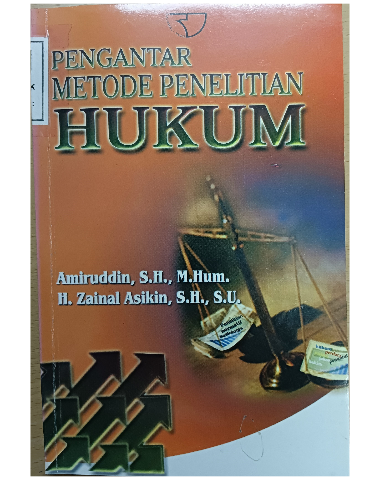 PENGANTAR
METODE PENELITIAN
HUKUM
Amiruddin, S.H., M.Hum.
H. Zainal Asikin, S.H., S.U.